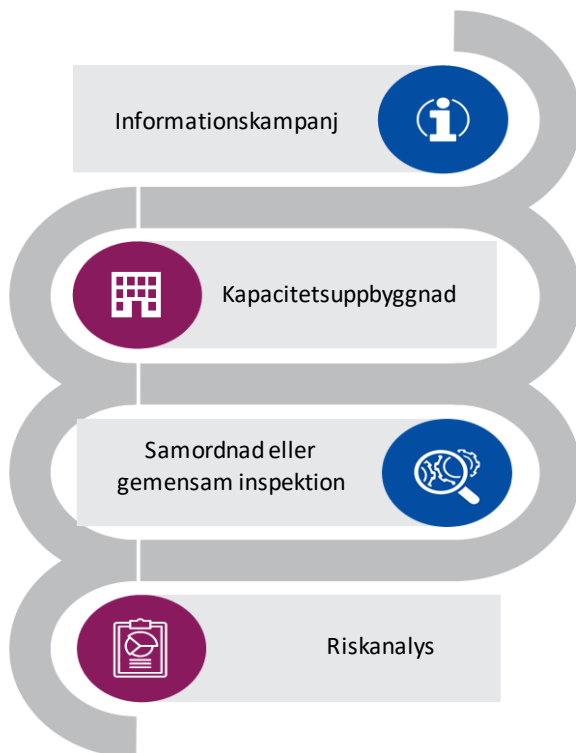 Informationskampanj
Kapacitetsuppbyggnad
Samordnad eller
gemensam inspektion
Riskanalys